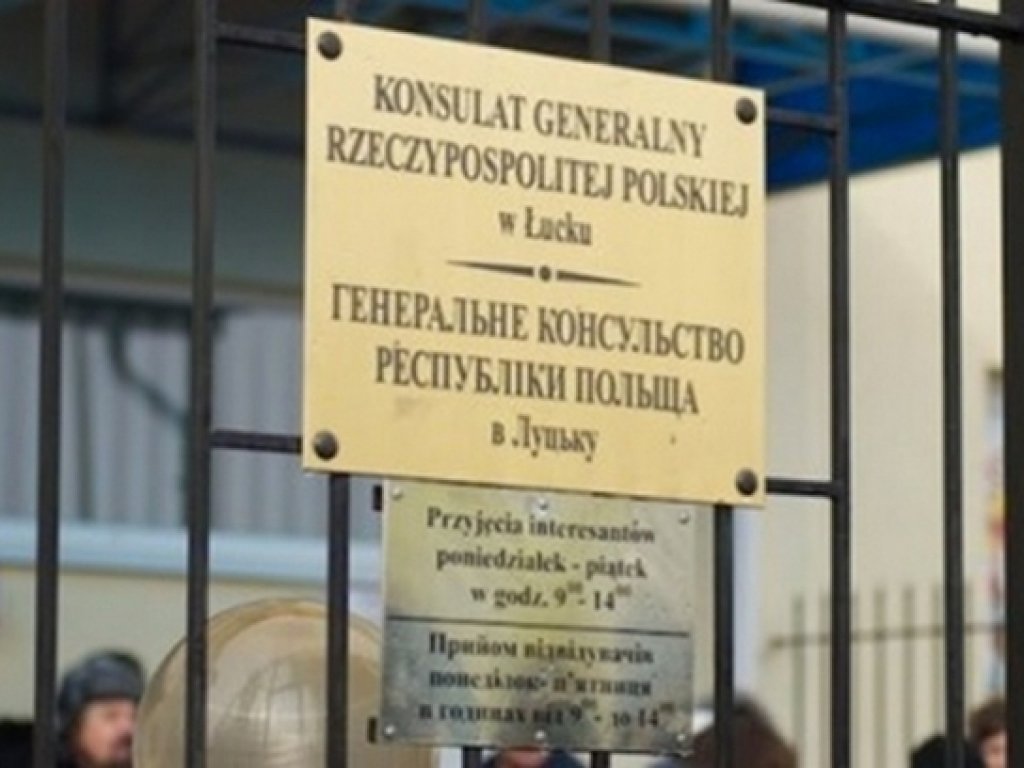 KONSULAT GENERALNY
RZECZYPOSPOLITEJ POLSKIEJ
w Łucku
ГЕНЕРАЛЬНЕ КОНСУЛЬСТВО
РЕСПУБЛІКИ ПОЛЬЩА
в Луцьку
Przyjęcia interesantów
poniedziałek - piątek
w godz. 9⁰⁰- 14⁰⁰
Прийом відвідувачів
понеділок- п'ятниця
в годинах від 9⁰⁰- до 14⁰⁰